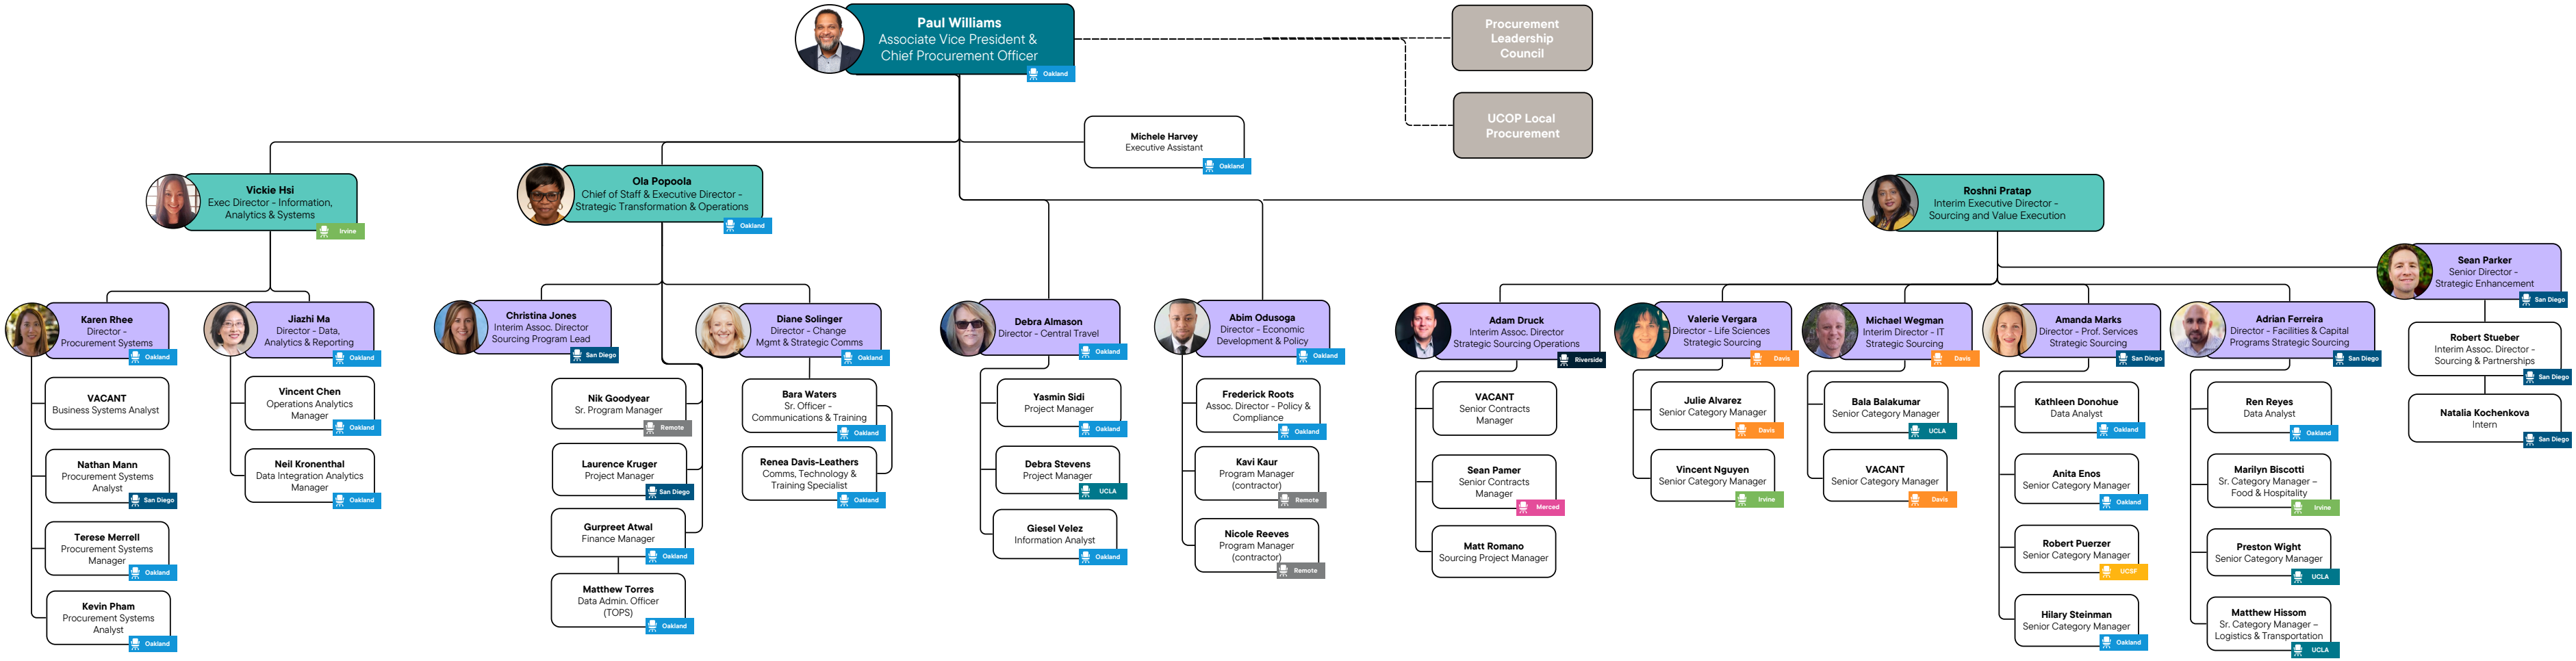 Paul Williams
Associate Vice President &
Chief Procurement Officer
Oakland
Procurement
Leadership
Council
UCOP Local
Procurement
Michele Harvey
Executive Assistant
Oakland
Vickie Hsi
Exec Director - Information,
Analytics & Systems
Irvine
Ola Popoola
Chief of Staff & Executive Director -
Strategic Transformation & Operations
Oakland
Roshni Pratap
Interim Executive Director -
Sourcing and Value Execution
Karen Rhee
Director -
Procurement Systems
Oakland
VACANT
Business Systems Analyst
Nathan Mann
Procurement Systems
Analyst
San Diego
Terese Merrell
Procurement Systems
Manager
Oakland
Kevin Pham
Procurement Systems
Analyst
Oakland
Jiazhi Ma
Director - Data,
Analytics & Reporting
Oakland
Vincent Chen
Operations Analytics
Manager
Oakland
Neil Kronenthal
Data Integration Analytics
Manager
Oakland
Christina Jones
Interim Assoc. Director
Sourcing Program Lead
San Diego
Nik Goodyear
Sr. Program Manager
Remote
Laurence Kruger
Project Manager
San Diego
Gurpreet Atwal
Finance Manager
Oakland
Matthew Torres
Data Admin. Officer
(TOPS)
Oakland
Diane Solinger
Director - Change
Mgmt & Strategic Comms
Oakland
Bara Waters
Sr. Officer -
Communications & Training
Oakland
Renea Davis-Leathers
Comms, Technology &
Training Specialist
Oakland
Debra Almason
Director - Central Travel
Oakland
Yasmin Sidi
Project Manager
Oakland
Debra Stevens
Project Manager
UCLA
Giesel Velez
Information Analyst
Oakland
Abim Odusoga
Director - Economic
Development & Policy
Oakland
Frederick Roots
Assoc. Director - Policy &
Compliance
Oakland
Kavi Kaur
Program Manager
(contractor)
Remote
Nicole Reeves
Program Manager
(contractor)
Remote
Adam Druck
Interim Assoc. Director
Strategic Sourcing Operations
Riverside
VACANT
Senior Contracts
Manager
Sean Pamer
Senior Contracts
Manager
Merced
Matt Romano
Sourcing Project Manager
Valerie Vergara
Director - Life Sciences
Strategic Sourcing
Davis
Julie Alvarez
Senior Category Manager
Davis
Vincent Nguyen
Senior Category Manager
Irvine
Michael Wegman
Interim Director - IT
Strategic Sourcing
Davis
Bala Balakumar
Senior Category Manager
UCLA
VACANT
Senior Category Manager
Davis
Amanda Marks
Director - Prof. Services
Strategic Sourcing
San Diego
Kathleen Donohue
Data Analyst
Oakland
Anita Enos
Senior Category Manager
Oakland
Robert Puerzer
Senior Category Manager
UCSF
Hilary Steinman
Senior Category Manager
Oakland
Adrian Ferreira
Director - Facilities & Capital
Programs Strategic Sourcing
San Diego
Ren Reyes
Data Analyst
Oakland
Marilyn Biscotti
Sr. Category Manager –
Food & Hospitality
Irvine
Preston Wight
Senior Category Manager
UCLA
Matthew Hissom
Sr. Category Manager –
Logistics & Transportation
UCLA
Sean Parker
Senior Director -
Strategic Enhancement
San Diego
Robert Stueber
Interim Assoc. Director -
Sourcing & Partnerships
San Diego
Natalia Kochenkova
Intern
San Diego